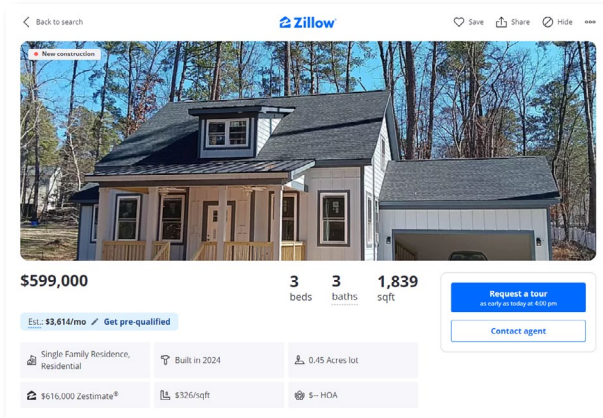 Back to search
Zillow
Save
Share
Hide
New construction
$599,000
3
beds
3
baths
1,839
sqft
Est.: $3,614/mo Get pre-qualified
Request a tour
as early as today at 4:00 pm
Contact agent
Single Family Residence,
Residential
Built in 2024
0.45 Acres lot
$616,000 Zestimate®
$326/sqft
$-- HOA